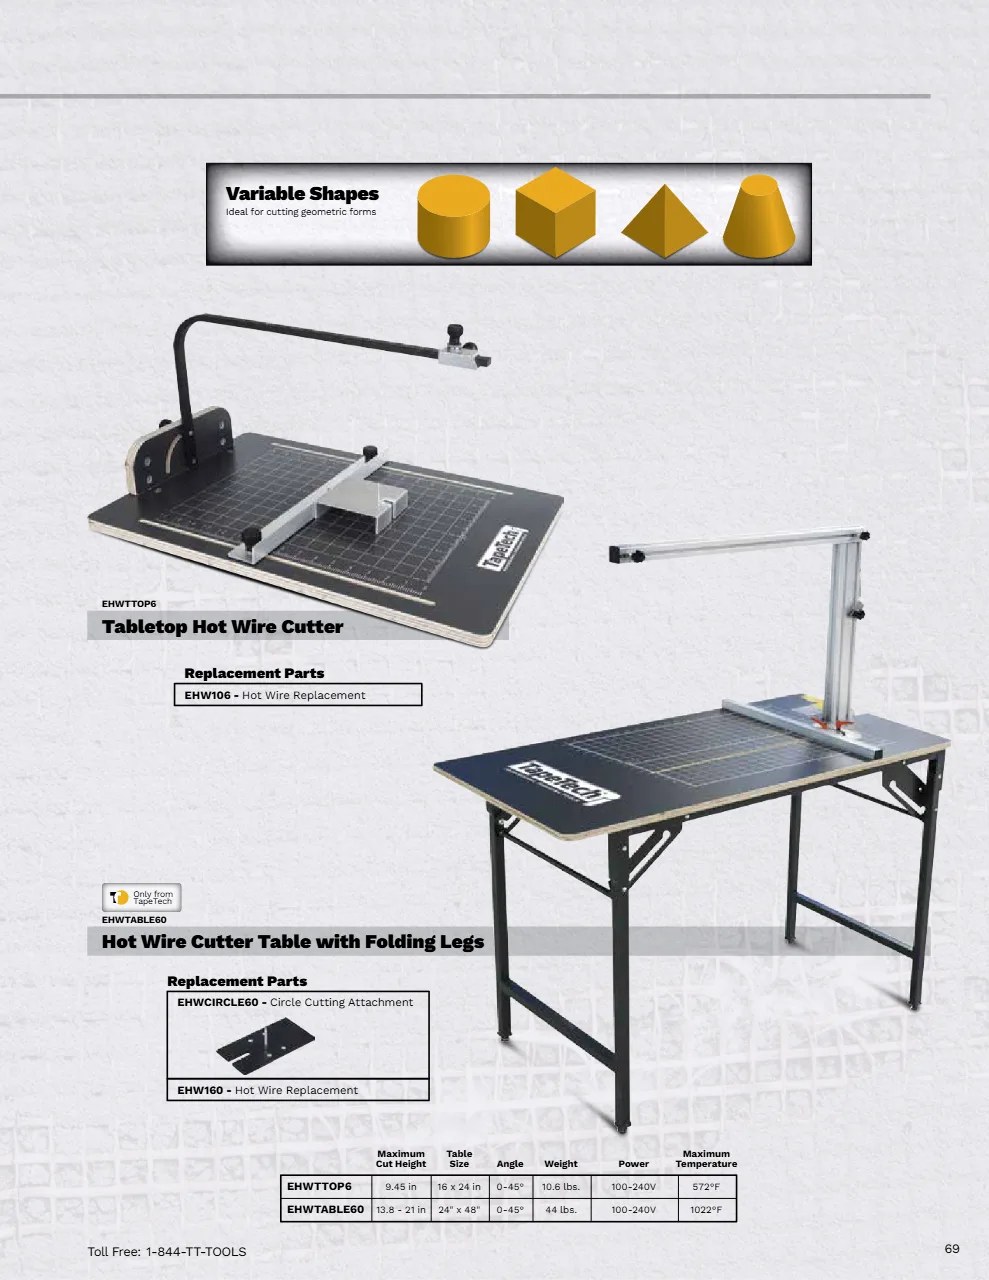 Variable Shapes
Ideal for cutting geometric forms
TapeTech
EHWTTOP6
Tabletop Hot Wire Cutter
Replacement Parts
EHW106 - Hot Wire Replacement
TapeTech
Only from
TapeTech
EHWTABLE60
Hot Wire Cutter Table with Folding Legs
Replacement Parts
EHWCIRCLE60 - Circle Cutting Attachment
EHW160 - Hot Wire Replacement
Maximum Cut Height Table Size Angle Weight Power Maximum Temperature
EHWTTOP6 9.45 in 16 x 24 in 0-45° 10.6 lbs. 100-240V 572°F
EHWTABLE60 13.8 - 21 in 24" x 48" 0-45° 44 lbs. 100-240V 1022°F
Toll Free: 1-844-TT-TOOLS
69